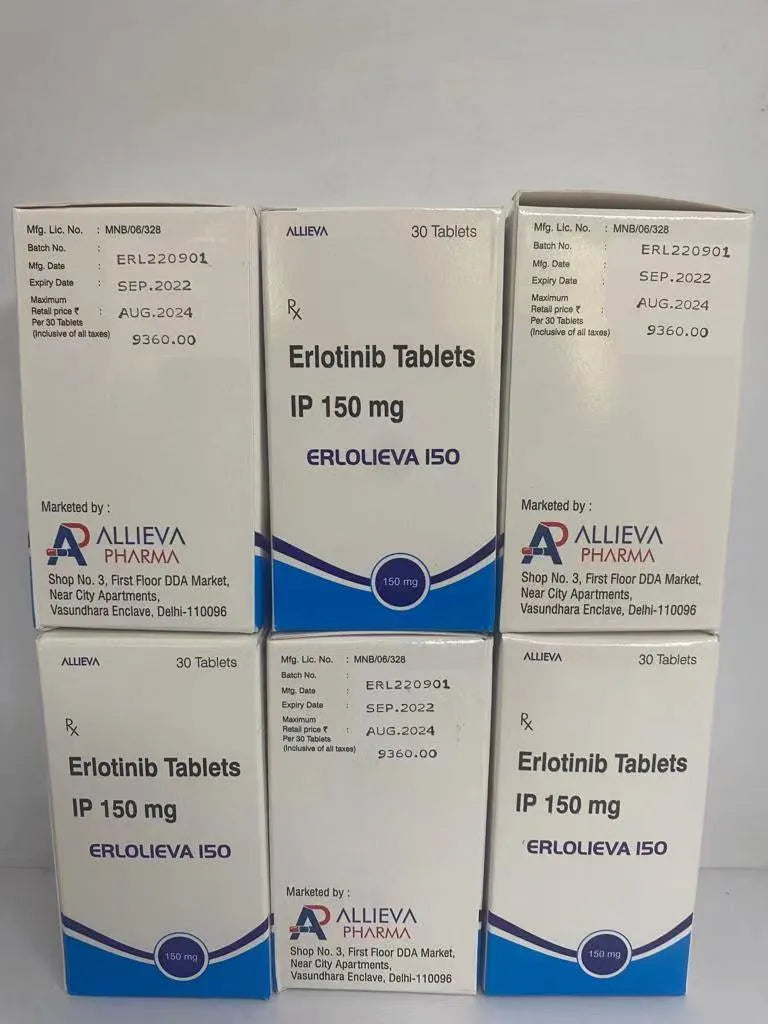 Mfg. Lic. No. : MNB/06/328
Batch No. : ERL220901
Mfg. Date : SEP.2022
Expiry Date : AUG.2024
Maximum
Retail price ₹ : 9360.00
Per 30 Tablets
(Inclusive of all taxes)
Marketed by :
ALLIEVA
PHARMA
Shop No. 3, First Floor DDA Market,
Near City Apartments,
Vasundhara Enclave, Delhi-110096
ALLIEVA 30 Tablets
Rx
Erlotinib Tablets
IP 150 mg
ERLOLIEVA 150
150 mg
Mfg. Lic. No. : MNB/06/328
Batch No. : ERL220901
Mfg. Date : SEP.2022
Expiry Date : AUG.2024
Maximum
Retail price ₹ : 9360.00
Per 30 Tablets
(Inclusive of all taxes)
Marketed by :
ALLIEVA
PHARMA
Shop No. 3, First Floor DDA Market,
Near City Apartments,
Vasundhara Enclave, Delhi-110096
ALLIEVA 30 Tablets
Rx
Erlotinib Tablets
IP 150 mg
ERLOLIEVA 150
150 mg
Mfg. Lic. No. : MNB/06/328
Batch No. : ERL220901
Mfg. Date : SEP.2022
Expiry Date : AUG.2024
Maximum
Retail price ₹ : 9360.00
Per 30 Tablets
(Inclusive of all taxes)
Marketed by :
ALLIEVA
PHARMA
Shop No. 3, First Floor DDA Market,
Near City Apartments,
Vasundhara Enclave, Delhi-110096
ALLIEVA 30 Tablets
Rx
Erlotinib Tablets
IP 150 mg
ERLOLIEVA 150
150 mg